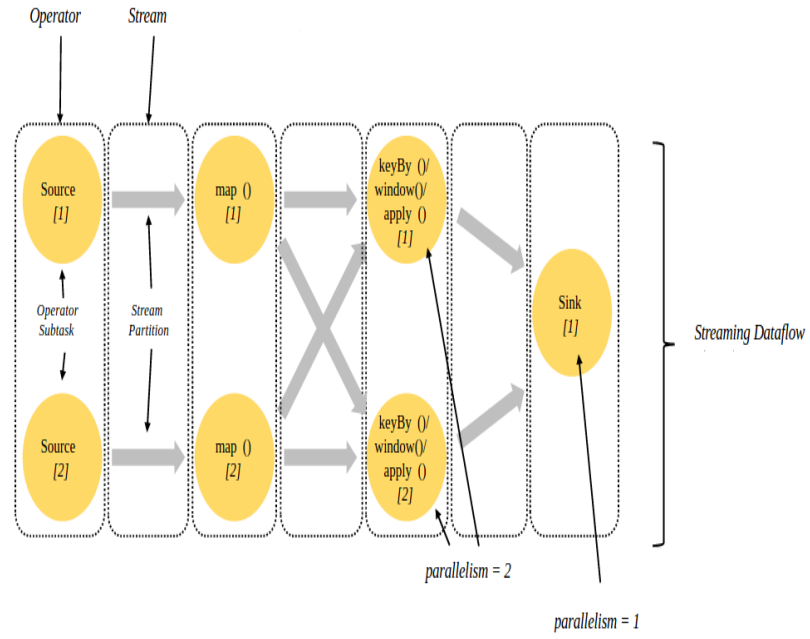 Operator
Stream
Source
[1]
map ()
[1]
keyBy ()/
window()/
apply ()
[1]
Operator
Subtask
Stream
Partition
Sink
[1]
Streaming Dataflow
Source
[2]
map ()
[2]
keyBy ()/
window()/
apply ()
[2]
parallelism = 2
parallelism = 1